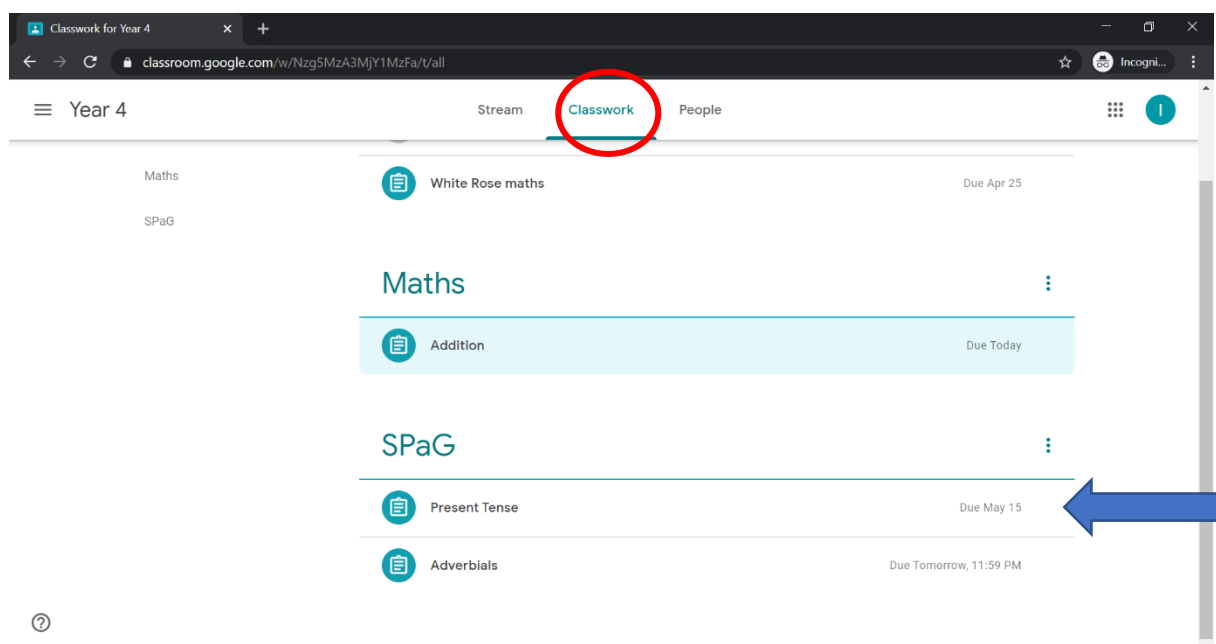 Classwork for Year 4
classroom.google.com/w/Nzg5MzA3MjY1MzFa/t/all
Incogni...
Year 4
Stream Classwork People
I
Maths
SPaG
White Rose maths Due Apr 25
Maths
Addition Due Today
SPaG
Present Tense Due May 15
Adverbials Due Tomorrow, 11:59 PM